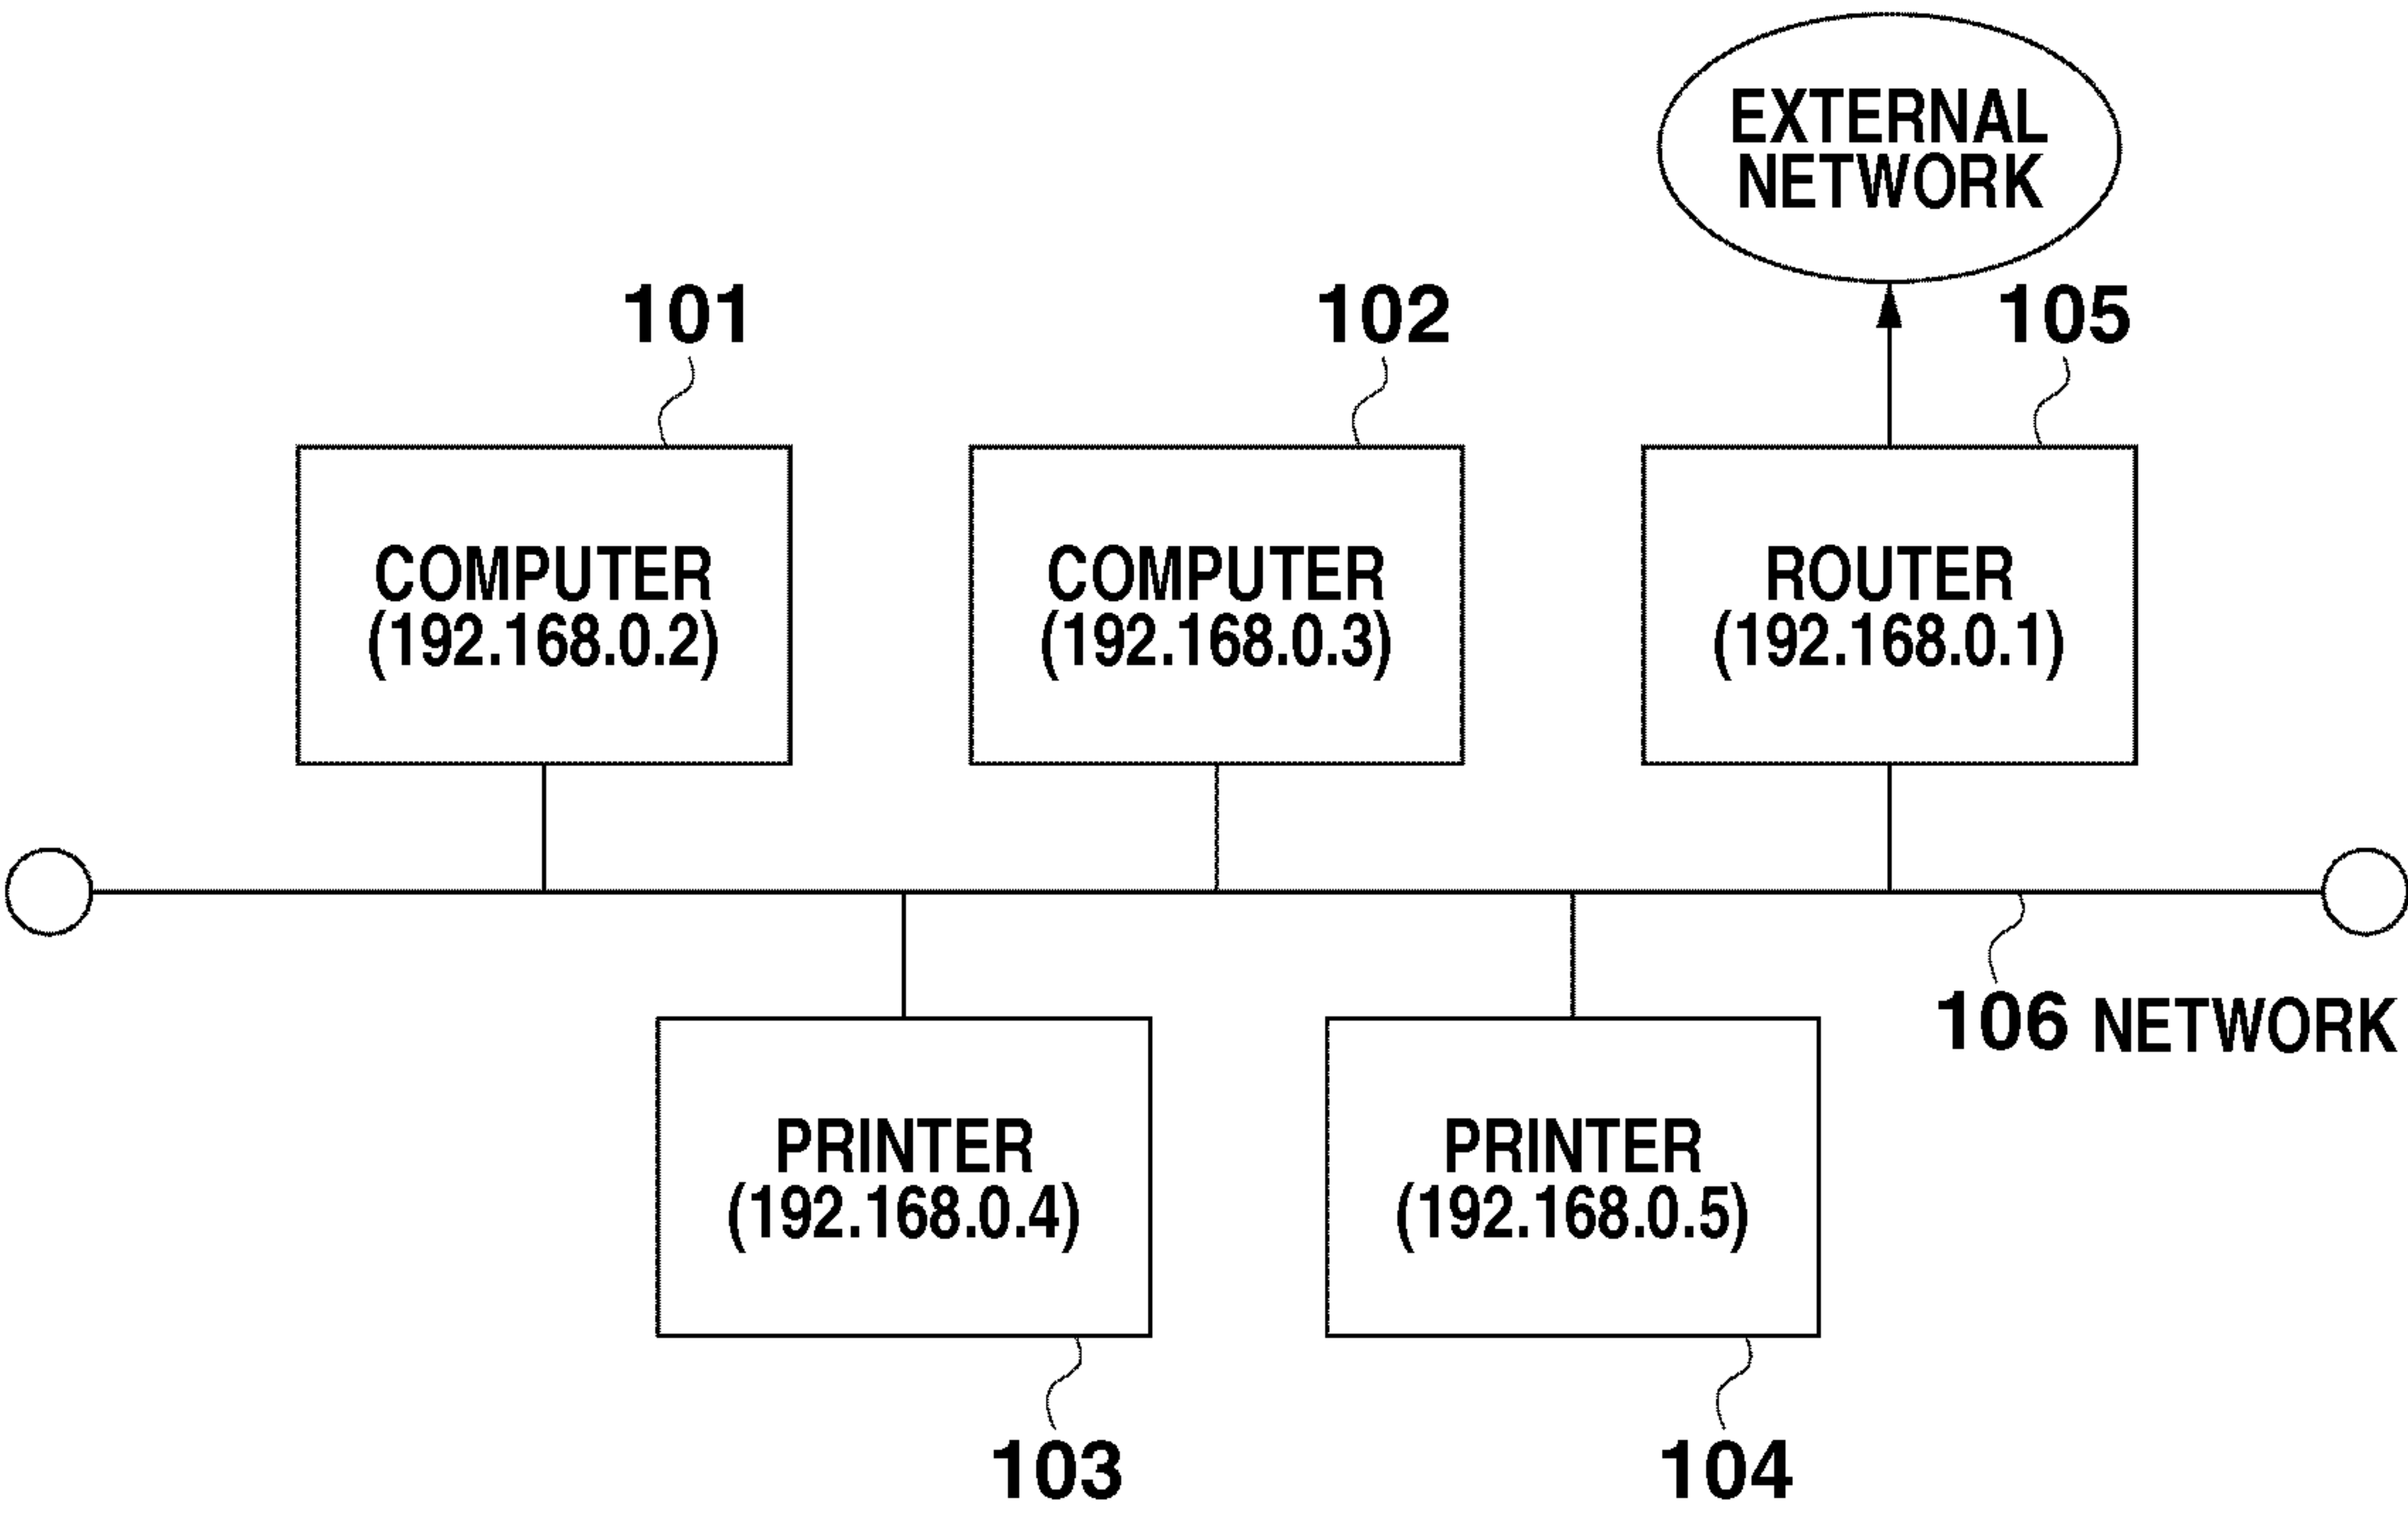 EXTERNAL
NETWORK
101
102
105
COMPUTER
(192.168.0.2)
COMPUTER
(192.168.0.3)
ROUTER
(192.168.0.1)
106 NETWORK
PRINTER
(192.168.0.4)
PRINTER
(192.168.0.5)
103
104